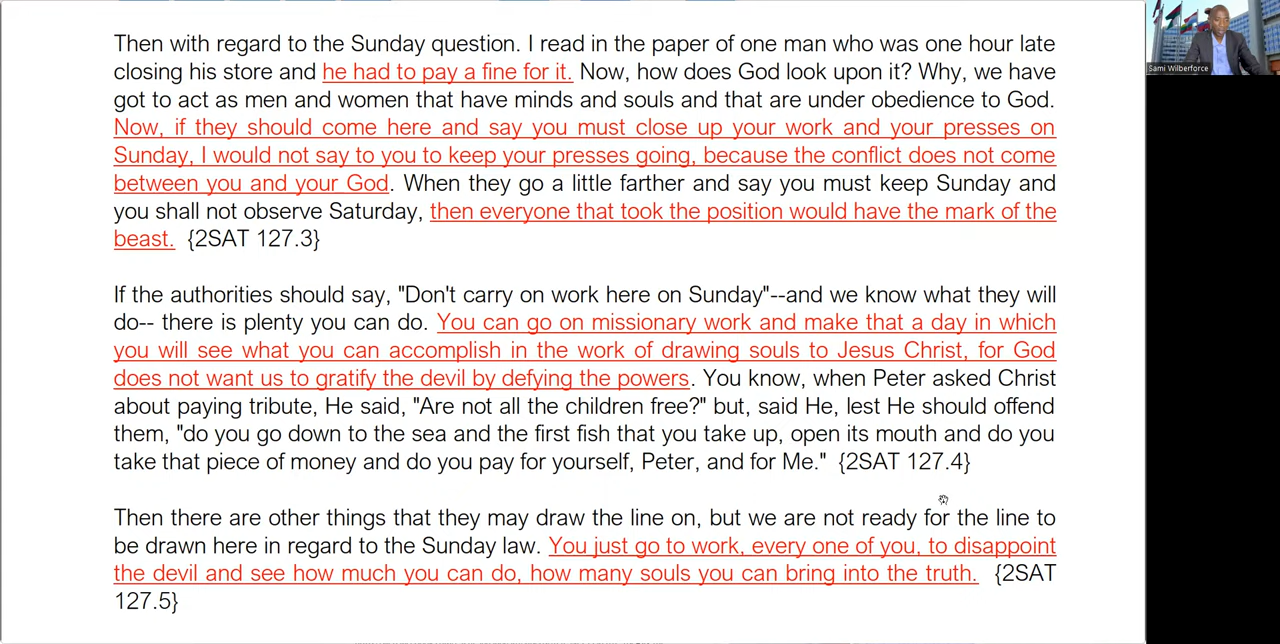 Then with regard to the Sunday question. I read in the paper of one man who was one hour late
closing his store and he had to pay a fine for it. Now, how does God look upon it? Why, we have
got to act as men and women that have minds and souls and that are under obedience to God.
Now, if they should come here and say you must close up your work and your presses on
Sunday, I would not say to you to keep your presses going, because the conflict does not come
between you and your God. When they go a little farther and say you must keep Sunday and
you shall not observe Saturday, then everyone that took the position would have the mark of the
beast. {2SAT 127.3}
If the authorities should say, "Don't carry on work here on Sunday"--and we know what they will
do-- there is plenty you can do. You can go on missionary work and make that a day in which
you will see what you can accomplish in the work of drawing souls to Jesus Christ, for God
does not want us to gratify the devil by defying the powers. You know, when Peter asked Christ
about paying tribute, He said, "Are not all the children free?" but, said He, lest He should offend
them, "do you go down to the sea and the first fish that you take up, open its mouth and do you
take that piece of money and do you pay for yourself, Peter, and for Me." {2SAT 127.4}
Then there are other things that they may draw the line on, but we are not ready for the line to
be drawn here in regard to the Sunday law. You just go to work, every one of you, to disappoint
the devil and see how much you can do, how many souls you can bring into the truth. {2SAT
127.5}
Sami Wilberforce